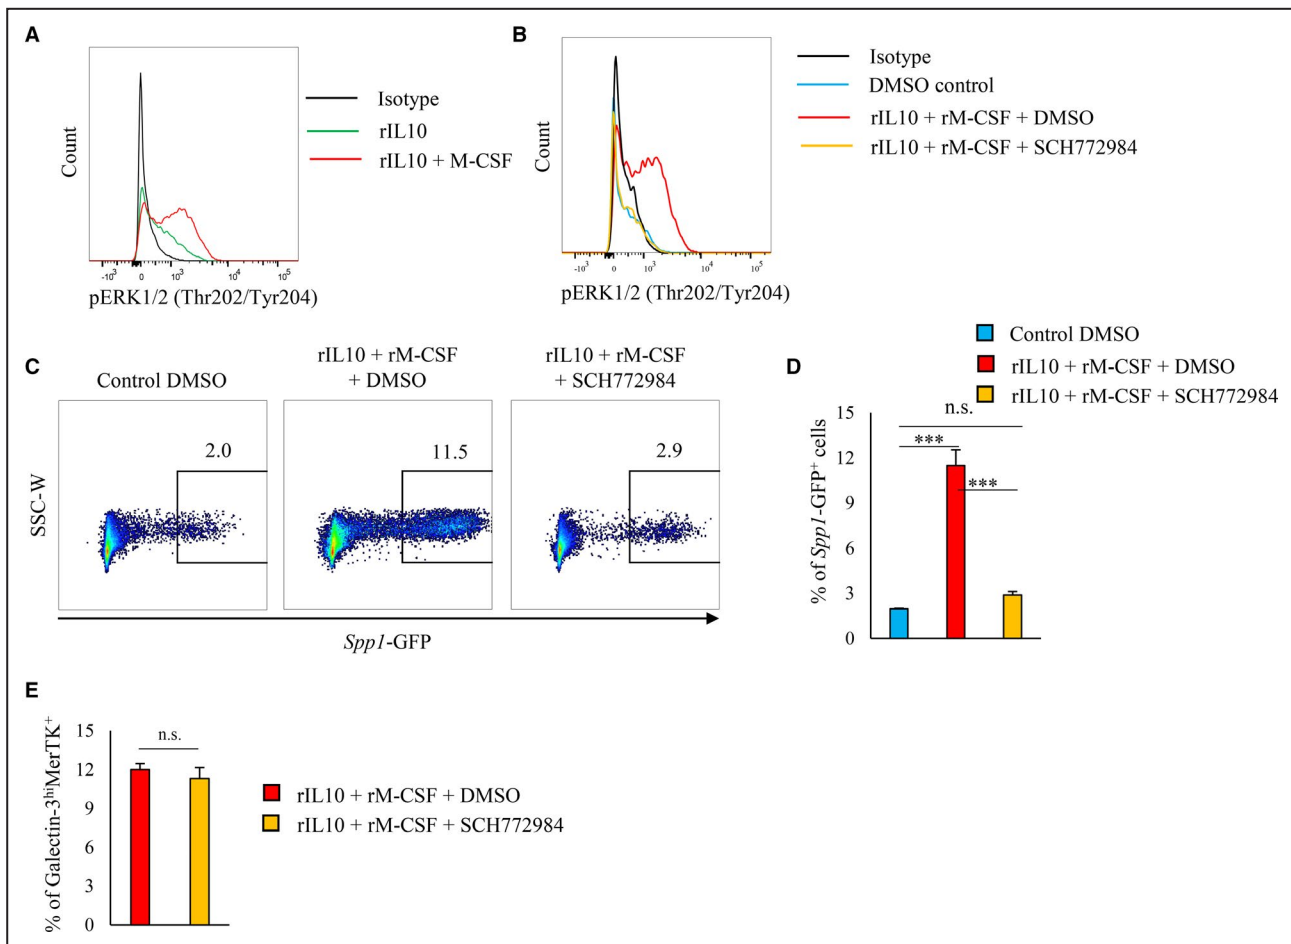 A
Count
Isotype
rIL10
rIL10 + M-CSF
-10³ 0 10³ 10⁴ 10⁵
pERK1/2 (Thr202/Tyr204)
B
Count
Isotype
DMSO control
rIL10 + rM-CSF + DMSO
rIL10 + rM-CSF + SCH772984
-10³ 0 10³ 10⁴ 10⁵
pERK1/2 (Thr202/Tyr204)
C
Control DMSO
rIL10 + rM-CSF
+ DMSO
rIL10 + rM-CSF
+ SCH772984
SSC-W
2.0
11.5
2.9
Spp1-GFP
D
Control DMSO
rIL10 + rM-CSF + DMSO
rIL10 + rM-CSF + SCH772984
% of Spp1-GFP⁺ cells
15
12
9
6
3
0
n.s.
***
***
E
% of Galectin-3ʰⁱMerTK⁺
15
12
9
6
3
0
n.s.
rIL10 + rM-CSF + DMSO
rIL10 + rM-CSF + SCH772984